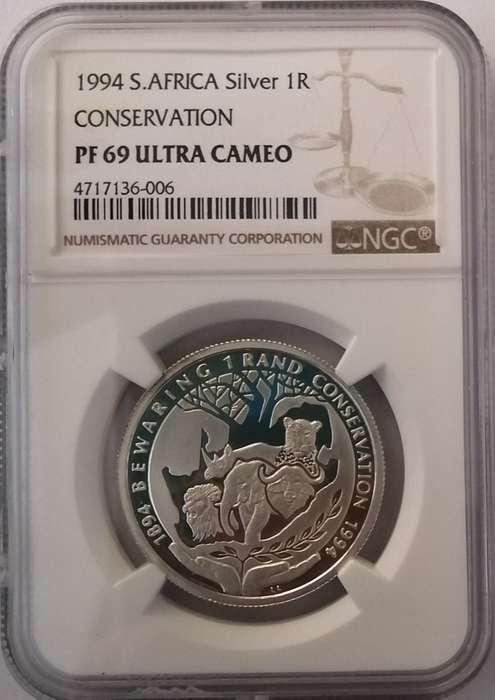 1994 S.AFRICA Silver 1R
CONSERVATION
PF 69 ULTRA CAMEO
4717136-006
NUMISMATIC GUARANTY CORPORATION
NGC®
1894 BEWARING 1 RAND CONSERVATION 1994